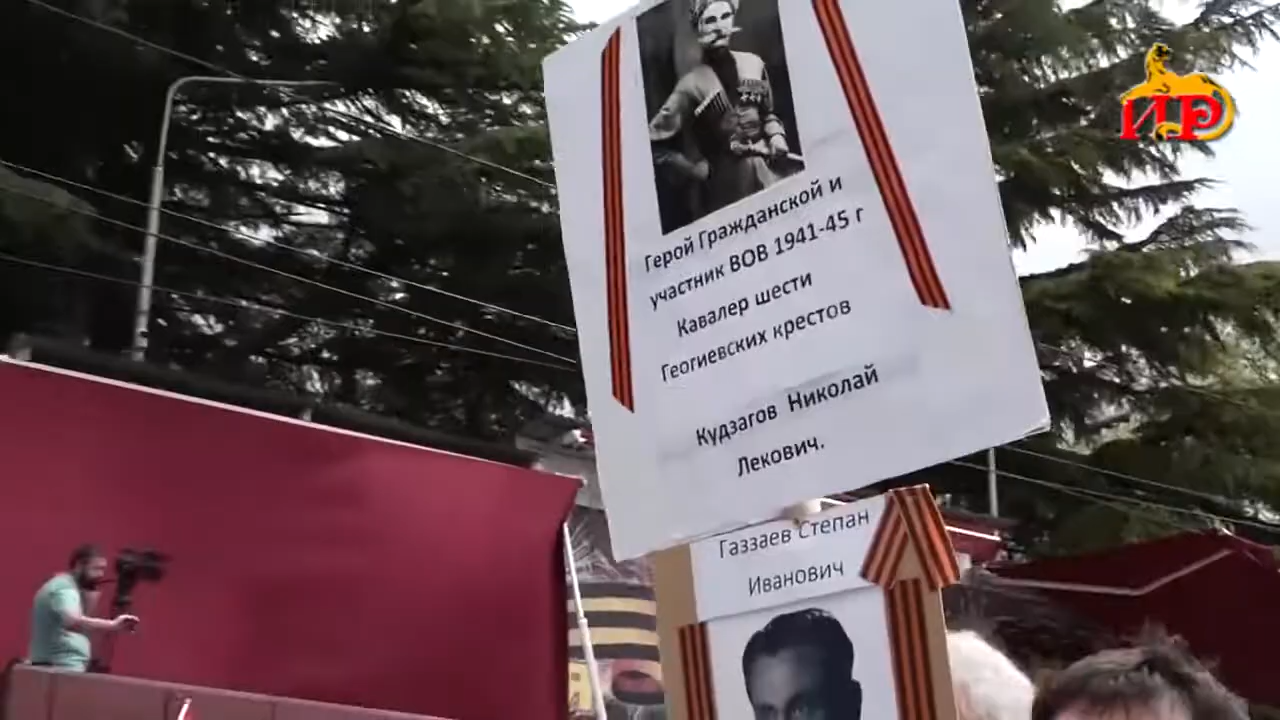 ИР
Герой Гражданской и
участник ВОВ 1941-45 г
Кавалер шести
Геогиевских крестов
Кудзагов Николай
Лекович.
Газзаев Степан
Иванович